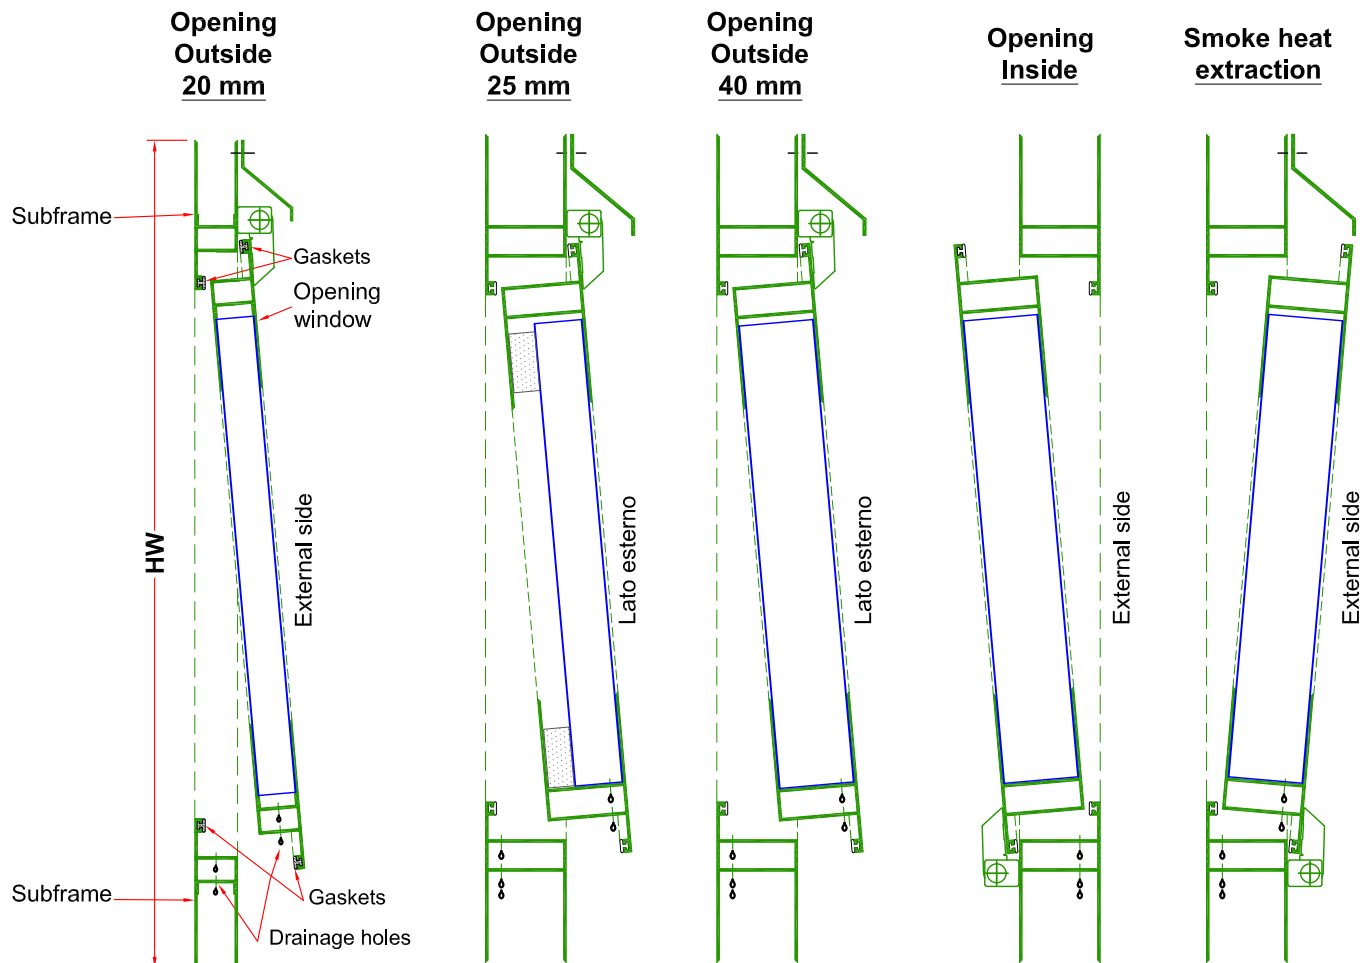 Opening
Outside
20 mm
Opening
Outside
25 mm
Opening
Outside
40 mm
Opening
Inside
Smoke heat
extraction
Subframe
Gaskets
Opening
window
HW
External side
Lato esterno
Lato esterno
External side
External side
Subframe
Gaskets
Drainage holes